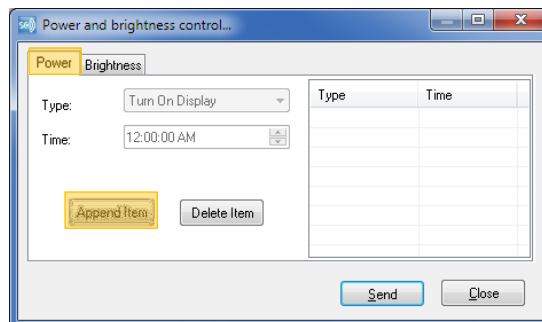 Power and brightness control...
Power Brightness
Type: Turn On Display
Time: 12:00:00 AM
Append Item Delete Item
Type Time
Send Close